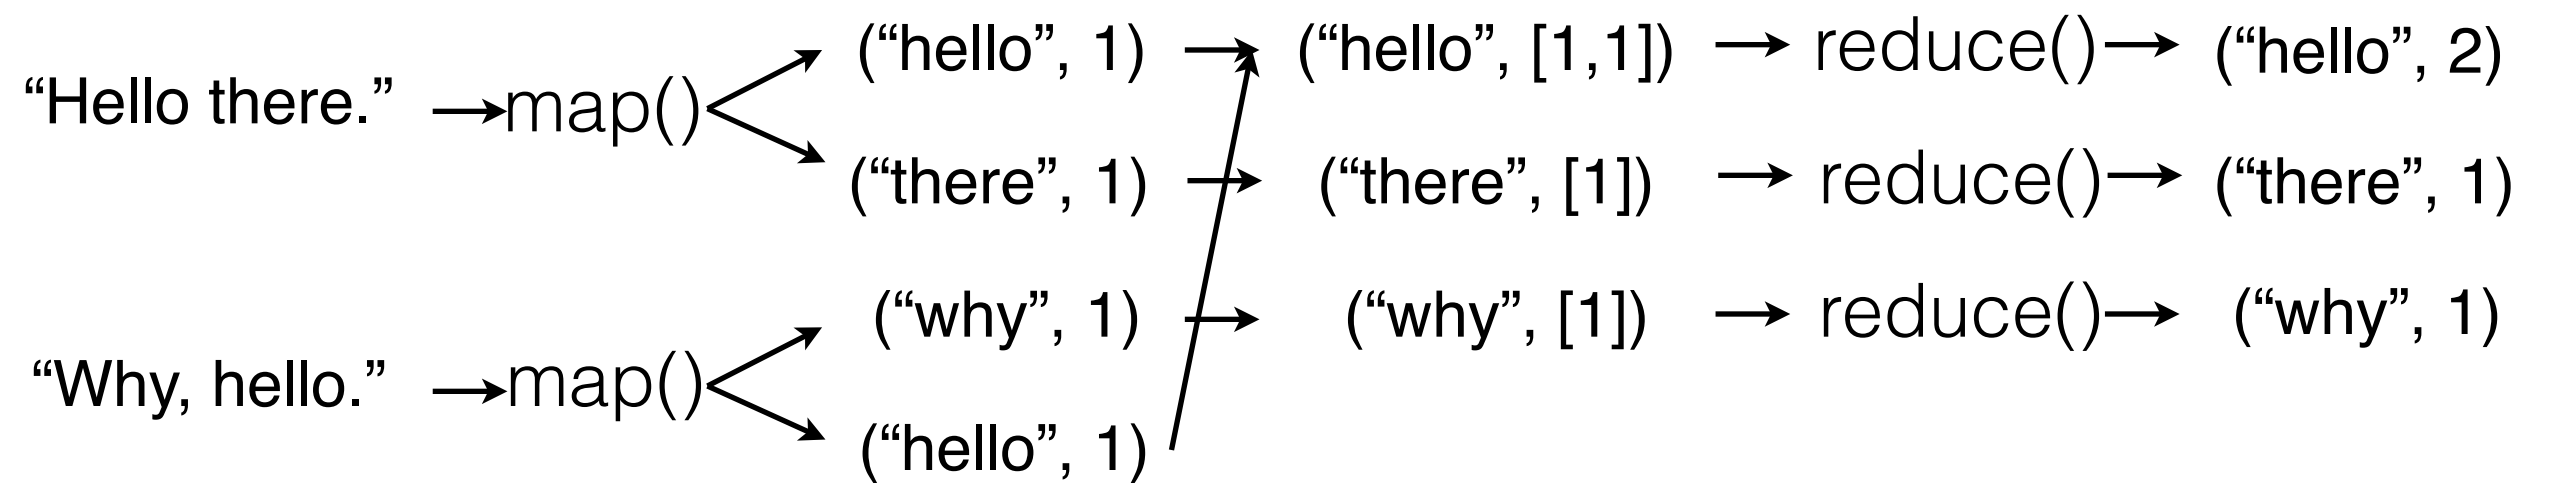 “Hello there.” map() (“hello”, 1) (“hello”, [1,1]) reduce() (“hello”, 2)
(“there”, 1) (“there”, [1]) reduce() (“there”, 1)
(“why”, 1) (“why”, [1]) reduce() (“why”, 1)
“Why, hello.” map()
(“hello”, 1)